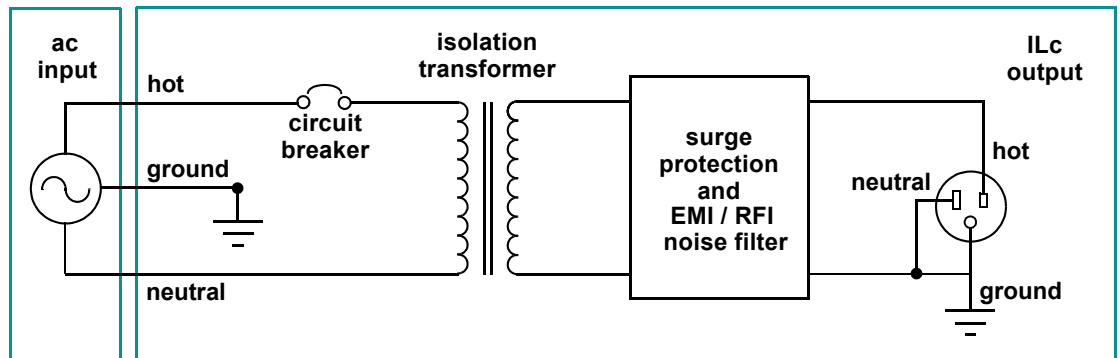 ac
input
hot
ground
neutral
circuit
breaker
isolation
transformer
surge
protection
and
EMI / RFI
noise filter
ILc
output
hot
neutral
ground